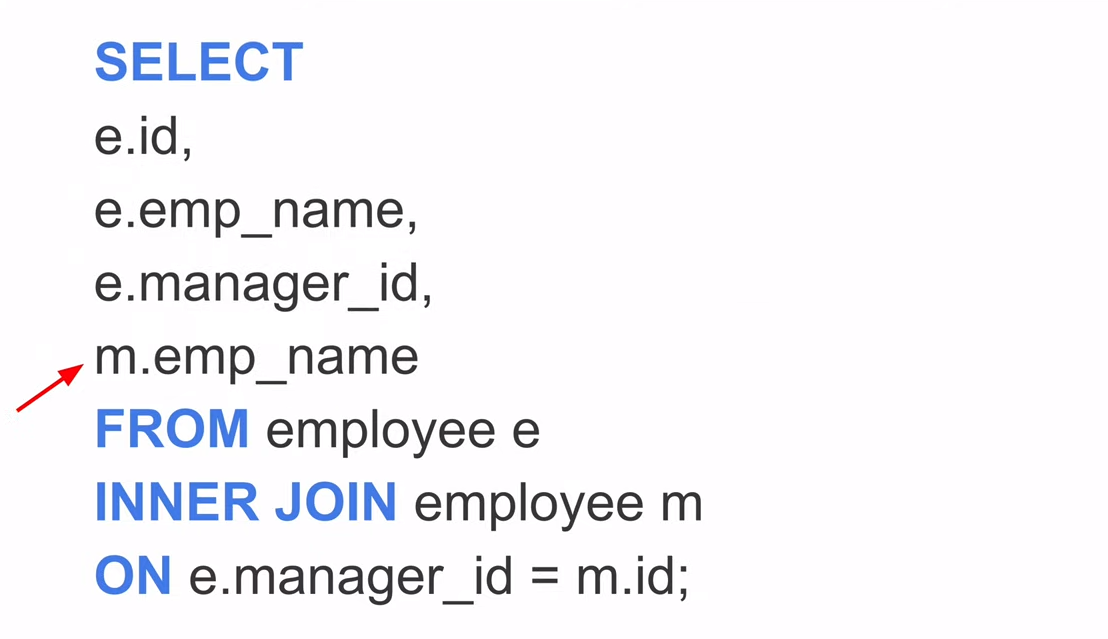 SELECT
e.id,
e.emp_name,
e.manager_id,
m.emp_name
FROM employee e
INNER JOIN employee m
ON e.manager_id = m.id;